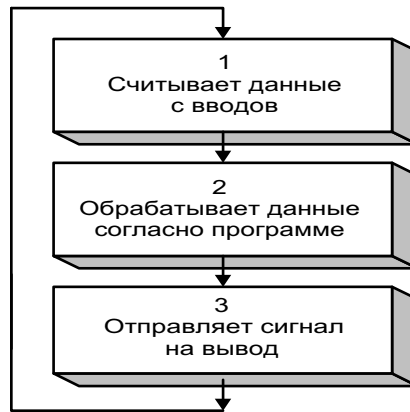 1
Считывает данные
с вводов
2
Обрабатывает данные
согласно программе
3
Отправляет сигнал
на вывод